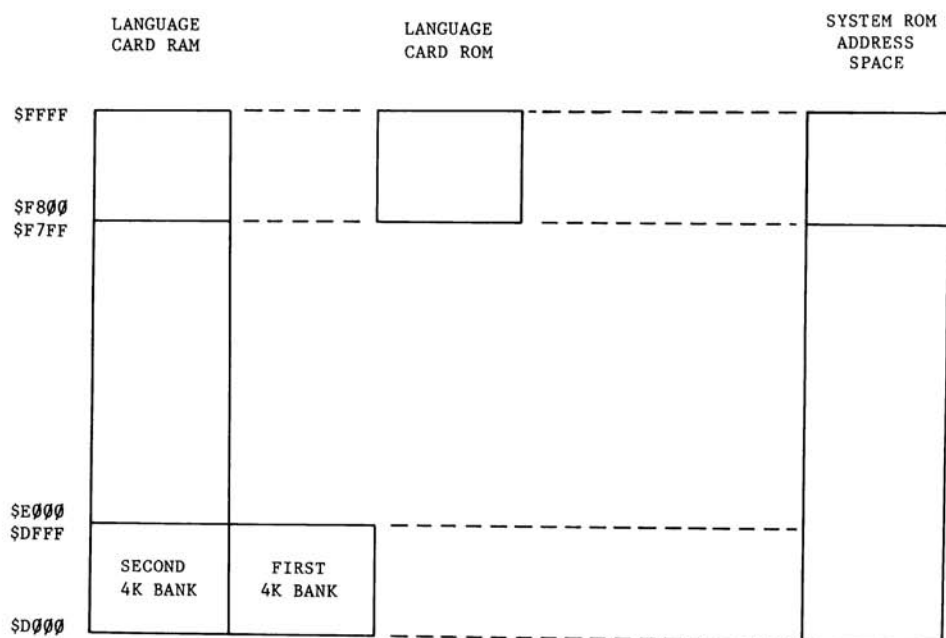 LANGUAGE
CARD RAM
LANGUAGE
CARD ROM
SYSTEM ROM
ADDRESS
SPACE
$FFFF
$F8ØØ
$F7FF
$EØØØ
$DFFF
SECOND
4K BANK
FIRST
4K BANK
$DØØØ